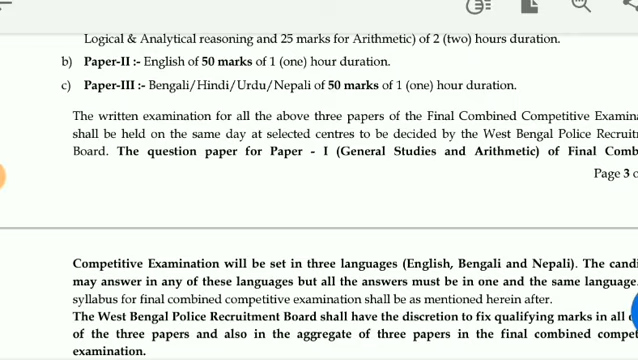 Logical & Analytical reasoning and 25 marks for Arithmetic) of 2 (two) hours duration.
b) Paper-II :- English of 50 marks of 1 (one) hour duration.
c) Paper-III :- Bengali/Hindi/Urdu/Nepali of 50 marks of 1 (one) hour duration.
The written examination for all the above three papers of the Final Combined Competitive Examina
shall be held on the same day at selected centres to be decided by the West Bengal Police Recruit
Board. The question paper for Paper - I (General Studies and Arithmetic) of Final Comb
Page 3 o
Competitive Examination will be set in three languages (English, Bengali and Nepali). The candi
may answer in any of these languages but all the answers must be in one and the same language.
syllabus for final combined competitive examination shall be as mentioned herein after.
The West Bengal Police Recruitment Board shall have the discretion to fix qualifying marks in all
of the three papers and also in the aggregate of three papers in the final combined compet
examination.